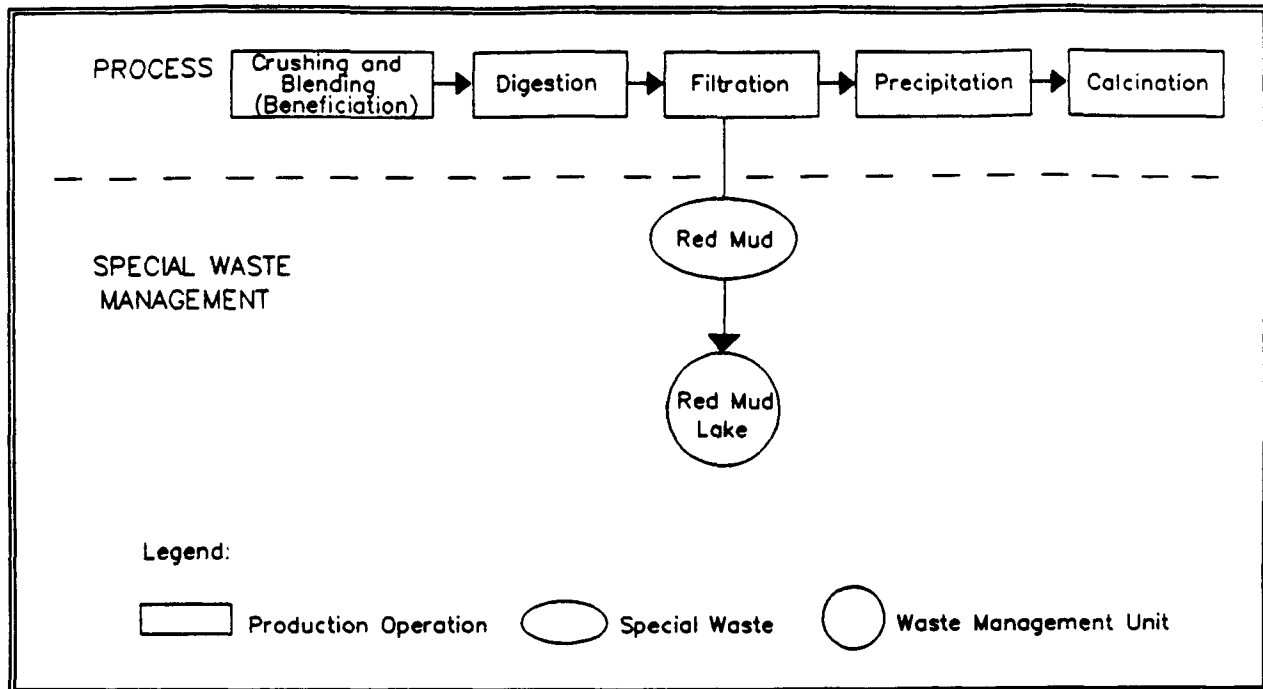 PROCESS
Crushing and
Blending
(Beneficiation)
Digestion
Filtration
Precipitation
Calcination
Red Mud
SPECIAL WASTE
MANAGEMENT
Red Mud
Lake
Legend:
Production Operation
Special Waste
Waste Management Unit